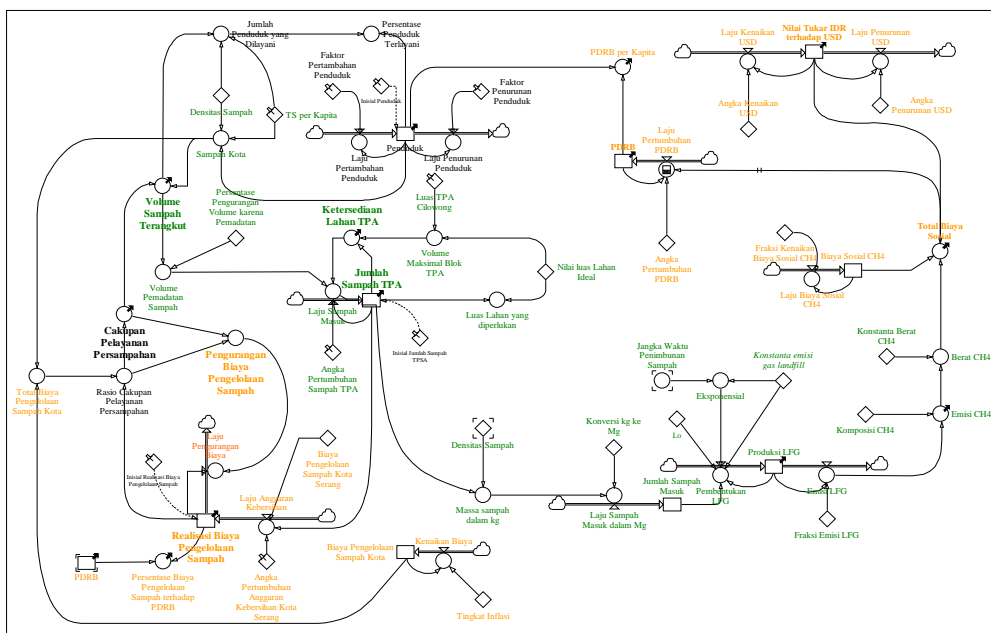 Jumlah
Penduduk yang
Dilayani
Persentase
Penduduk
Terlayani
Faktor
Pertambahan
Penduduk
Faktor
Penurunan
Penduduk
Inisial Penduduk
Densitas Sampah
TS per Kapita
Sampah Kota
Penduduk
Laju
Pertambahan
Penduduk
Laju Penurunan
Penduduk
PDRB per Kapita
Laju Kenaikan
USD
Nilai Tukar IDR
terhadap USD
Laju Penurunan
USD
Angka Kenaikan
USD
Angka
Penurunan USD
Laju
Pertumbuhan
PDRB
PDRB
Angka
Pertumbuhan
PDRB
Total Biaya
Sosial
Fraksi Kenaikan
Biaya Sosial CH4
Biaya Sosial CH4
Laju Biaya Sosial
CH4
Volume
Sampah
Terangkut
Persentase
Pengurangan
Volume karena
Pemadatan
Volume
Pemadatan
Sampah
Ketersediaan
Lahan TPA
Luas TPA
Cilowong
Volume
Maksimal Blok
TPA
Nilai luas Lahan
Ideal
Jumlah
Sampah TPA
Laju Sampah
Masuk
Luas Lahan yang
diperlukan
Angka
Pertumbuhan
Sampah TPA
Inisial Jumlah Sampah
TPSA
Cakupan
Pelayanan
Persampahan
Pengurangan
Biaya
Pengelolaan
Sampah
Total Biaya
Pengelolaan
Sampah Kota
Rasio Cakupan
Pelayanan
Persampahan
Laju
Pengurangan
Biaya
Inisial Realisasi Biaya
Pengelolaan Sampah
Biaya
Pengelolaan
Sampah Kota
Serang
Laju Anggaran
Kebersihan
Realisasi Biaya
Pengelolaan
Sampah
PDRB
Persentase Biaya
Pengelolaan
Sampah terhadap
PDRB
Angka
Pertumbuhan
Anggaran
Kebersihan Kota
Serang
Biaya Pengelolaan
Sampah Kota
Kenaikan Biaya
Tingkat Inflasi
Densitas Sampah
Massa sampah
dalam kg
Konversi kg ke
Mg
Laju Sampah
Masuk dalam Mg
Jumlah Sampah
Masuk
Jangka Waktu
Penimbunan
Sampah
Eksponensial
Konstanta emisi
gas landfill
Lo
Pembentukan
LFG
Produksi LFG
Emisi LFG
Fraksi Emisi LFG
Konstanta Berat
CH4
Berat CH4
Komposisi CH4
Emisi CH4